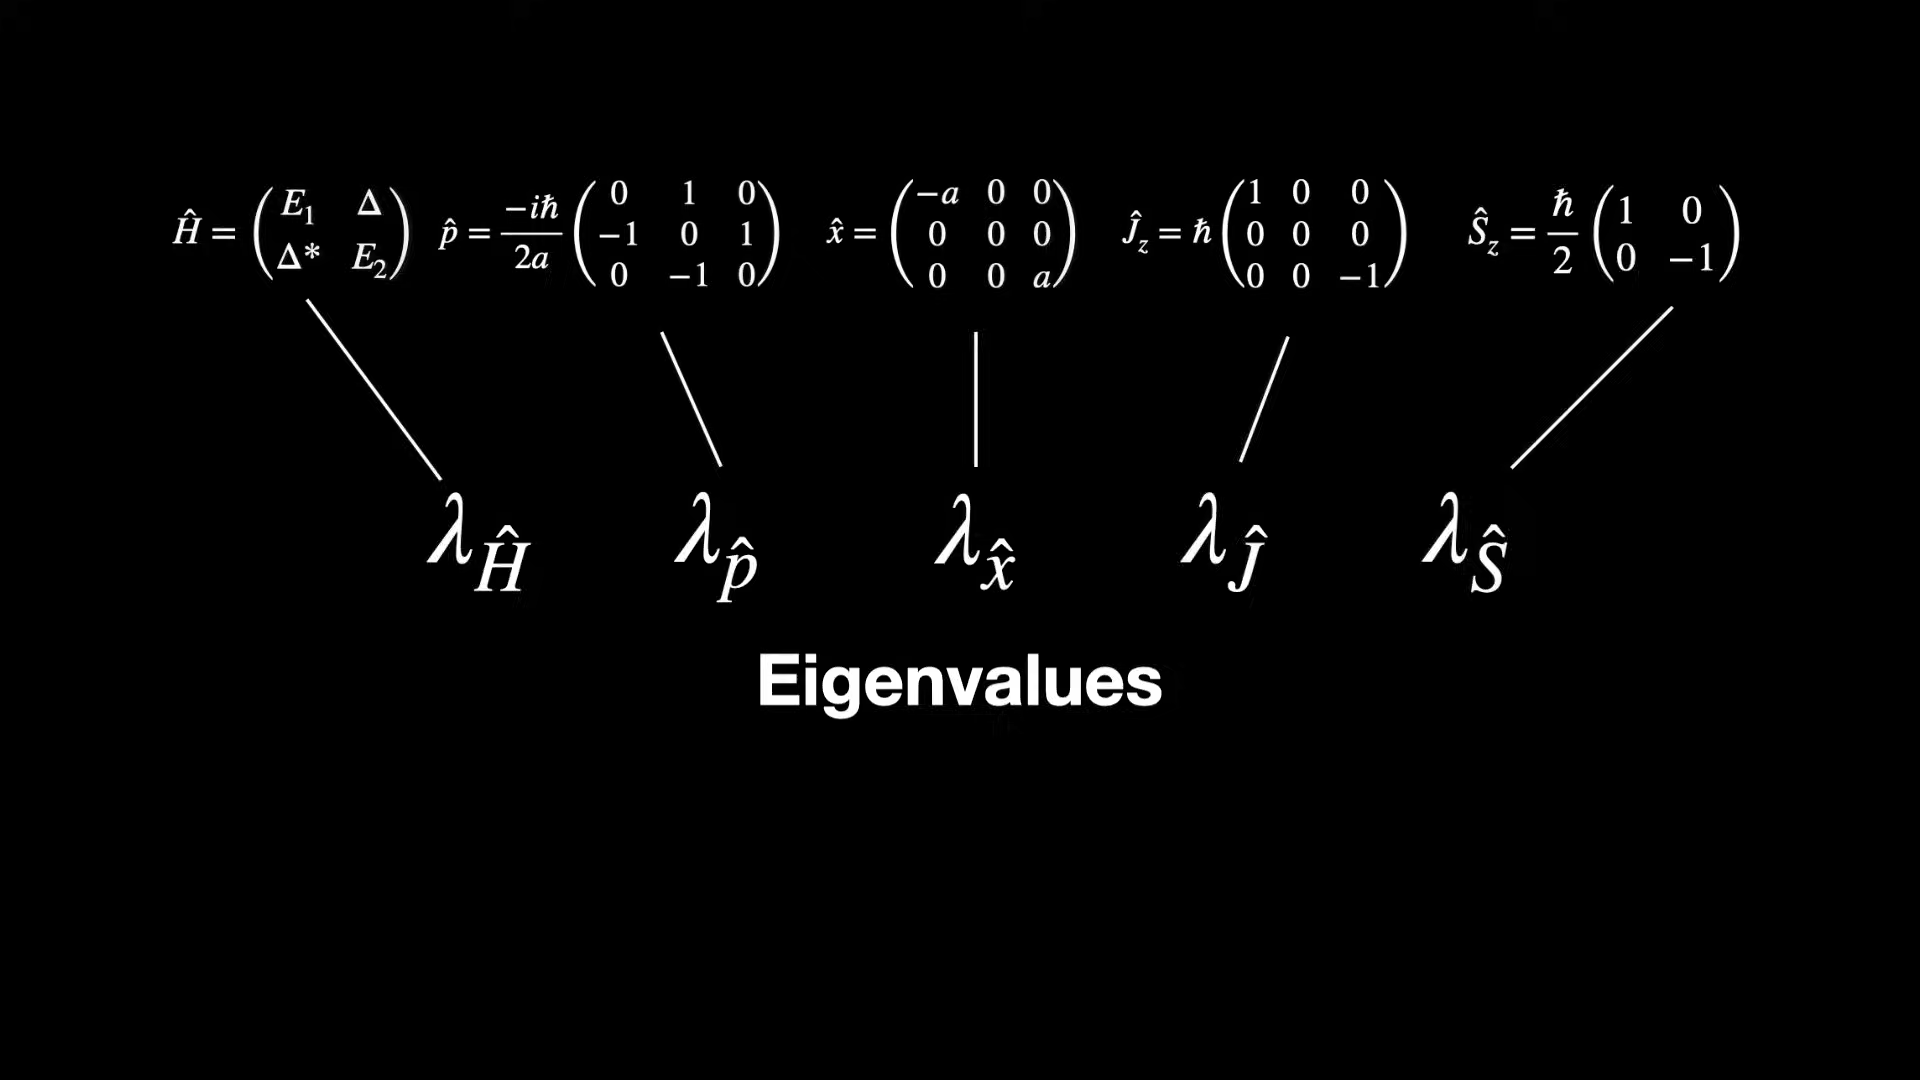 Ĥ = (E₁ Δ; Δ* E₂) p̂ = −iħ/2a (0 1 0; −1 0 1; 0 −1 0) x̂ = (−a 0 0; 0 0 0; 0 0 a) Ĵ_z = ħ (1 0 0; 0 0 0; 0 0 −1) Ŝ_z = ħ/2 (1 0; 0 −1)
λ_Ĥ λ_p̂ λ_x̂ λ_Ĵ λ_Ŝ
Eigenvalues